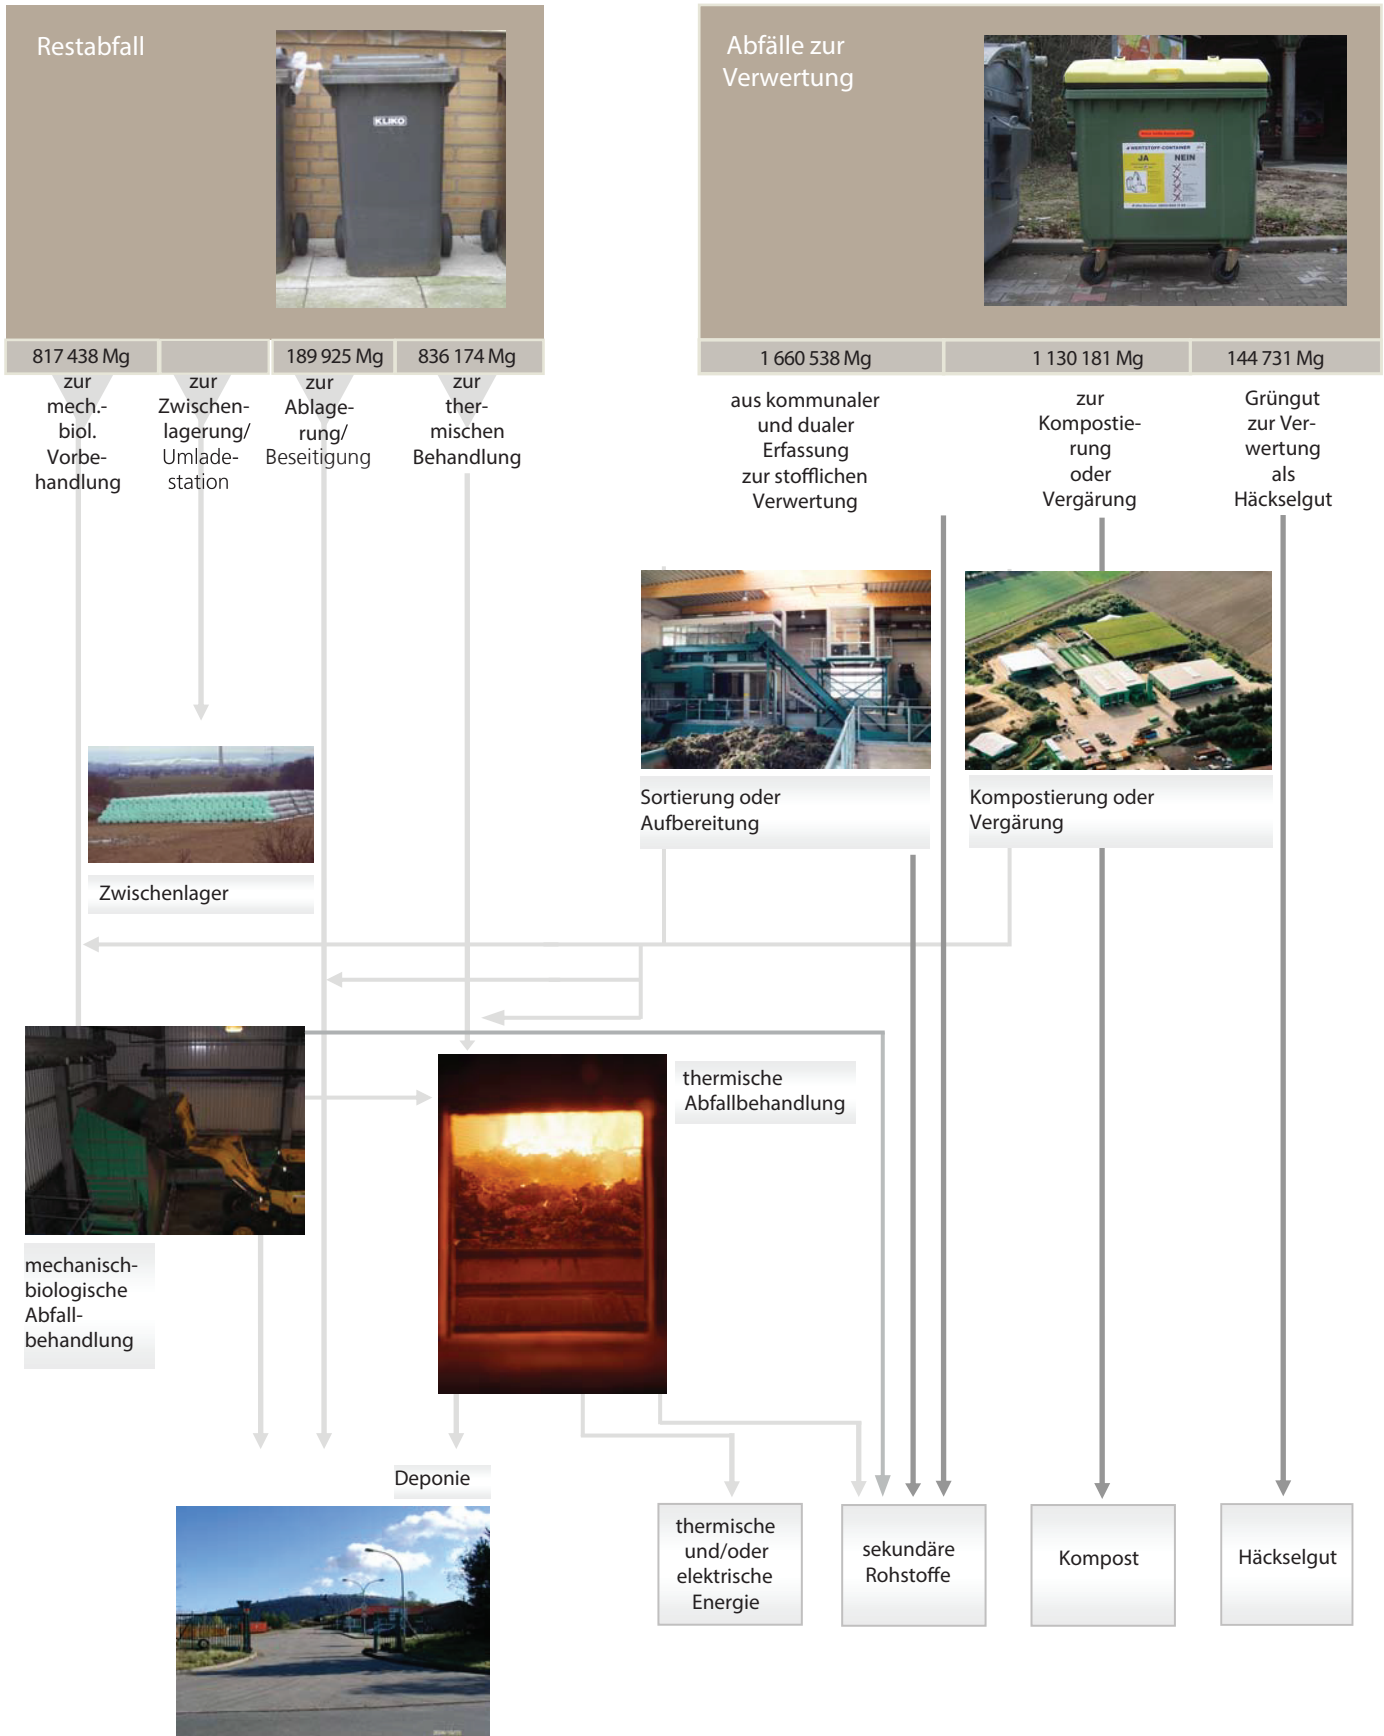 Restabfall
KLIKO
Abfälle zur
Verwertung
WERTSTOFF-CONTAINER
JA
NEIN
817 438 Mg
189 925 Mg
836 174 Mg
1 660 538 Mg
1 130 181 Mg
144 731 Mg
zur
mech.-
biol.
Vorbe-
handlung
zur
Zwischen-
lagerung/
Umlade-
station
zur
Ablage-
rung/
Beseitigung
zur
ther-
mischen
Behandlung
aus kommunaler
und dualer
Erfassung
zur stofflichen
Verwertung
zur
Kompostie-
rung
oder
Vergärung
Grüngut
zur Ver-
wertung
als
Häckselgut
Sortierung oder
Aufbereitung
Kompostierung oder
Vergärung
Zwischenlager
thermische
Abfallbehandlung
mechanisch-
biologische
Abfall-
behandlung
Deponie
thermische
und/oder
elektrische
Energie
sekundäre
Rohstoffe
Kompost
Häckselgut